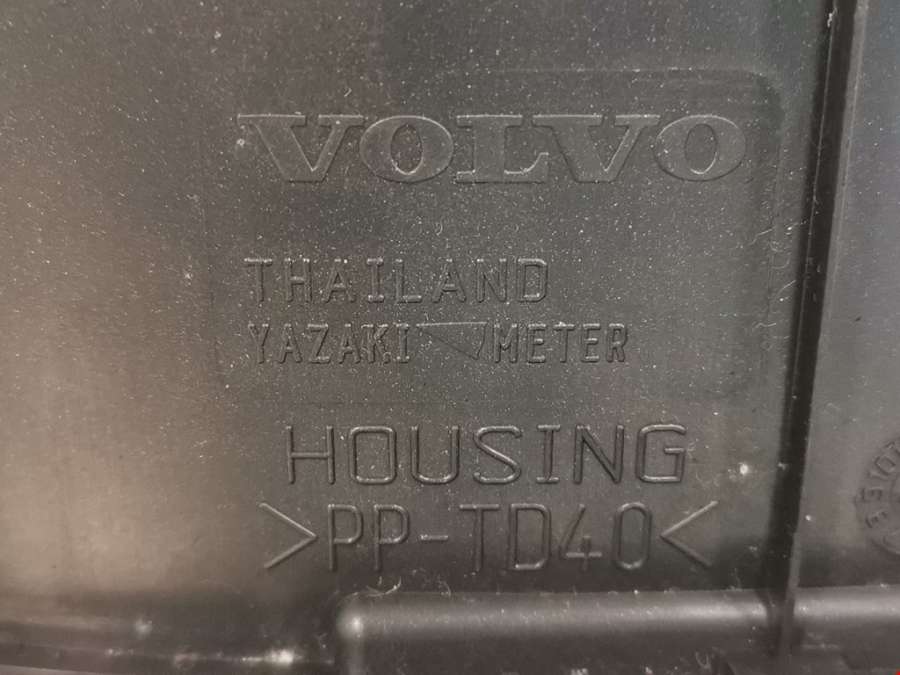 VOLVO
THAILAND
YAZAKI METER
HOUSING
>PP-TD40<